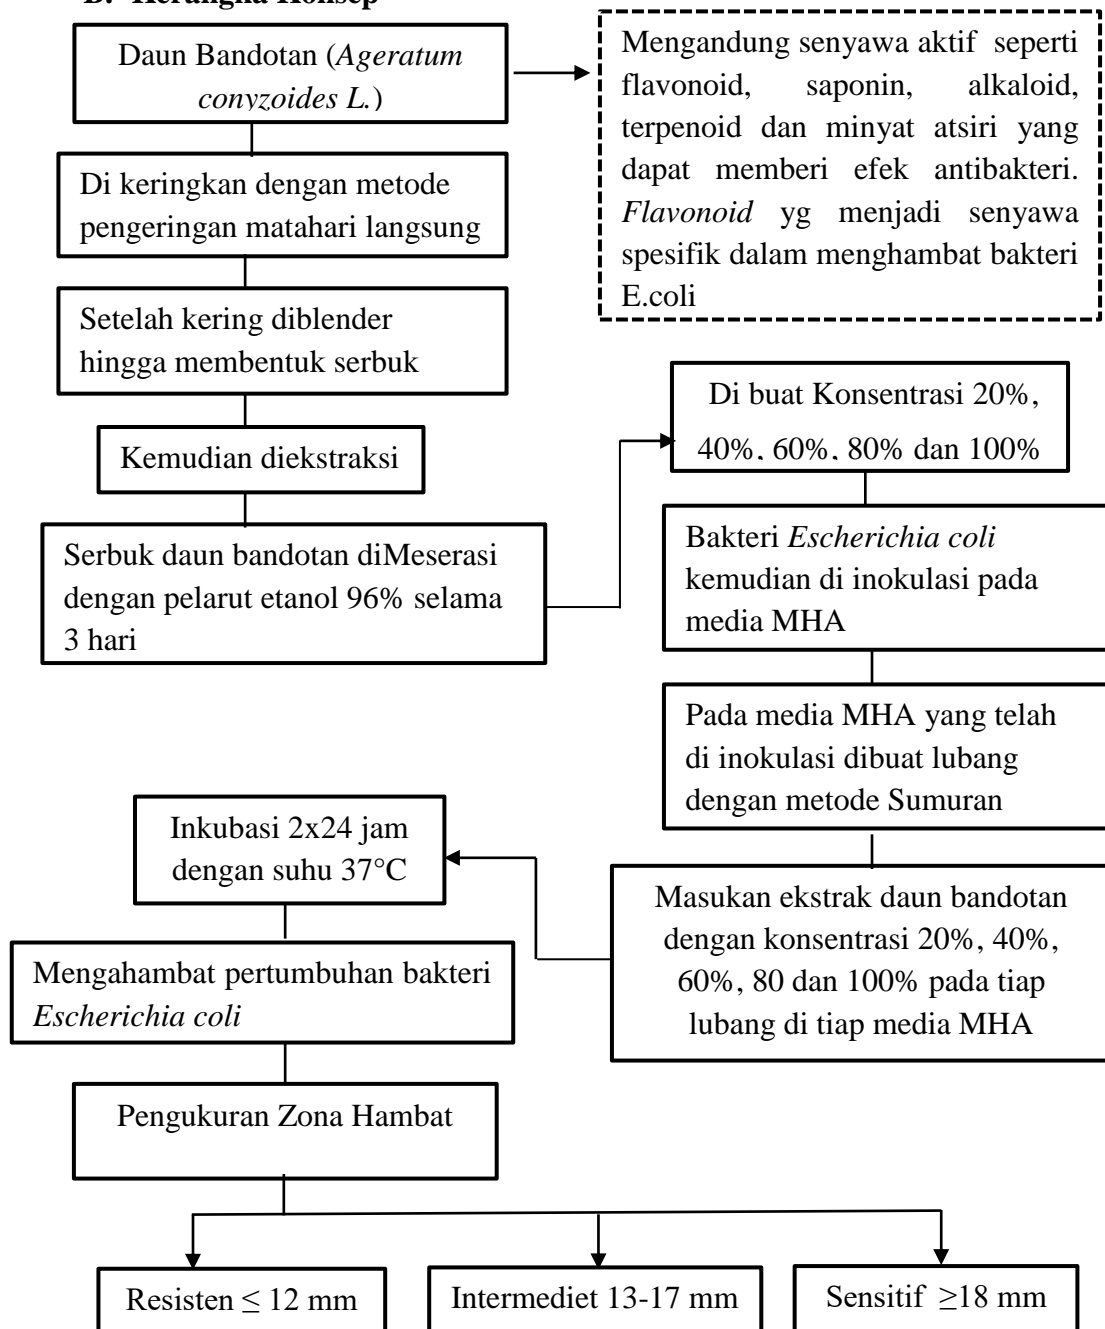 B. Kerangka Konsep
Daun Bandotan (Ageratum
conyzoides L.)
Mengandung senyawa aktif seperti
flavonoid, saponin, alkaloid,
terpenoid dan minyat atsiri yang
dapat memberi efek antibakteri.
Flavonoid yg menjadi senyawa
spesifik dalam menghambat bakteri
E.coli
Di keringkan dengan metode
pengeringan matahari langsung
Setelah kering diblender
hingga membentuk serbuk
Kemudian diekstraksi
Serbuk daun bandotan diMeserasi
dengan pelarut etanol 96% selama
3 hari
Di buat Konsentrasi 20%,
40%, 60%, 80% dan 100%
Bakteri Escherichia coli
kemudian di inokulasi pada
media MHA
Pada media MHA yang telah
di inokulasi dibuat lubang
dengan metode Sumuran
Masukan ekstrak daun bandotan
dengan konsentrasi 20%, 40%,
60%, 80 dan 100% pada tiap
lubang di tiap media MHA
Inkubasi 2x24 jam
dengan suhu 37°C
Mengahambat pertumbuhan bakteri
Escherichia coli
Pengukuran Zona Hambat
Resisten ≤ 12 mm
Intermediet 13-17 mm
Sensitif ≥18 mm